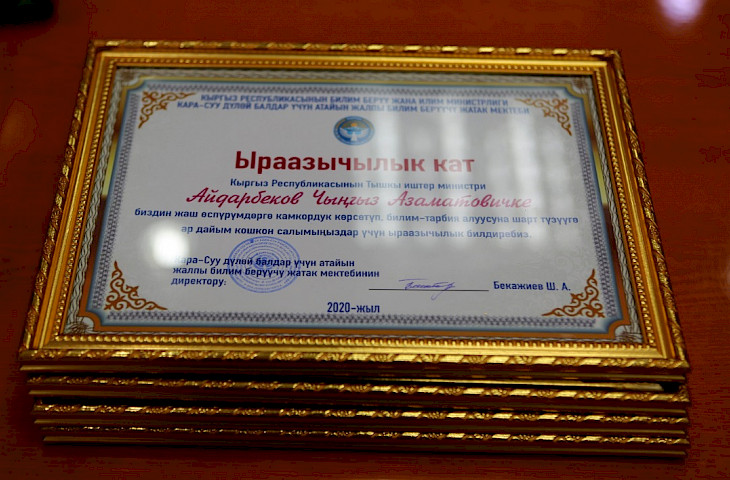 КЫРГЫЗ РЕСПУБЛИКАСЫНЫН БИЛИМ БЕРҮҮ ЖАНА ИЛИМ МИНИСТРЛИГИ
КАРА-СУУ ДҮЛӨЙ БАЛДАР ҮЧҮН АТАЙЫН ЖАЛПЫ БИЛИМ БЕРҮҮЧҮ ЖАТАК МЕКТЕБИ
Ыраазычылык кат
Кыргыз Республикасынын Тышкы иштер министри
Айдарбеков Чыңгыз Азаматовичке
биздин жаш өспүрүмдөргө камкордук көрсөтүп, билим-тарбия алуусуна шарт түзүүгө
ар дайым кошкон салымыңыздар үчүн ыраазычылык билдиребиз.
Кара-Суу дүлөй балдар үчүн атайын
жалпы билим берүүчү жатак мектебинин
директору:
Бекажиев Ш. А.
2020-жыл